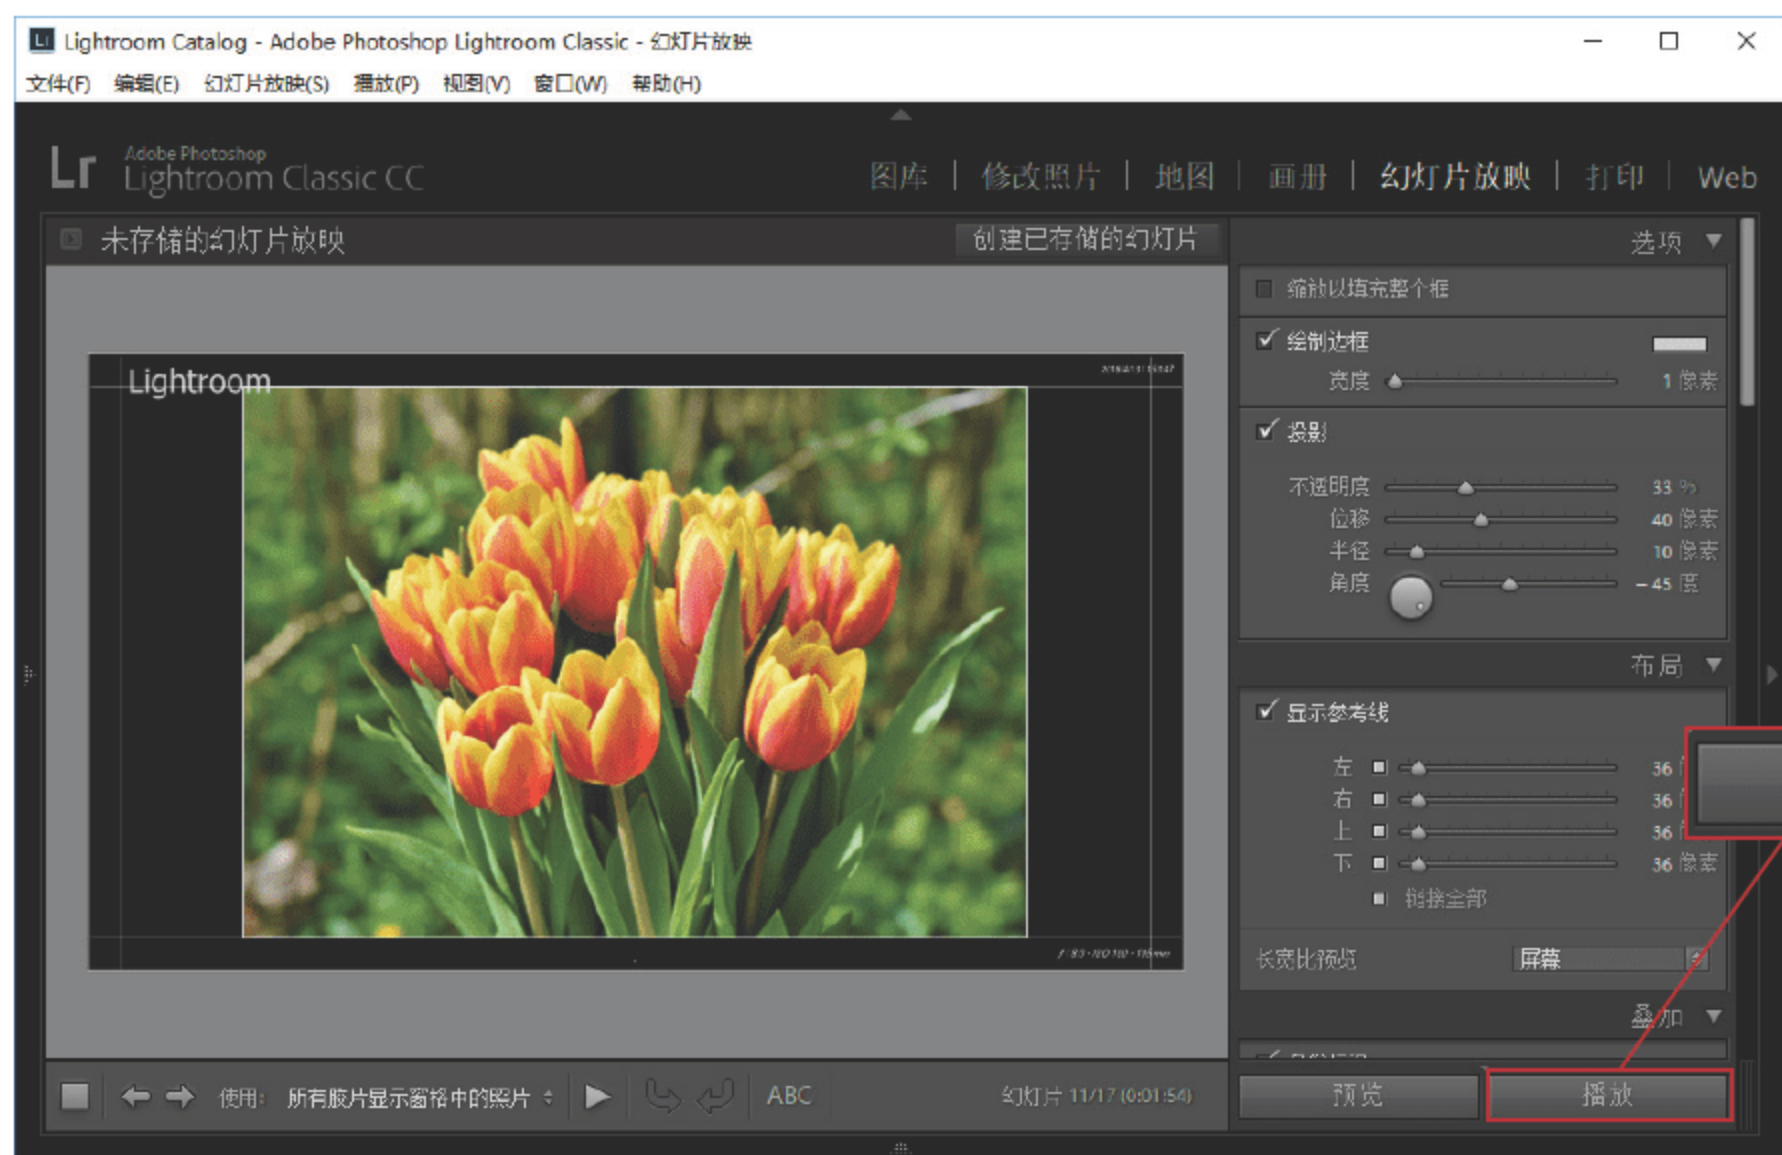 Lr Lightroom Catalog - Adobe Photoshop Lightroom Classic - 幻灯片放映
文件(F) 编辑(E) 幻灯片放映(S) 播放(P) 视图(V) 窗口(W) 帮助(H)
Lr Adobe Photoshop
Lightroom Classic CC
图库 | 修改照片 | 地图 | 画册 | 幻灯片放映 | 打印 | Web
未存储的幻灯片放映
创建已存储的幻灯片
Lightroom
选项
缩放以填充整个框
绘制边框
宽度 1 像素
投影
不透明度 33 %
位移 40 像素
半径 10 像素
角度 -45 度
布局
显示参考线
左 36
右 36
上 36
下 36 像素
链接全部
长宽比预览 屏幕
叠加
使用: 所有胶片显示窗格中的照片
ABC
幻灯片 11/17 (0:01:54)
预览
播放